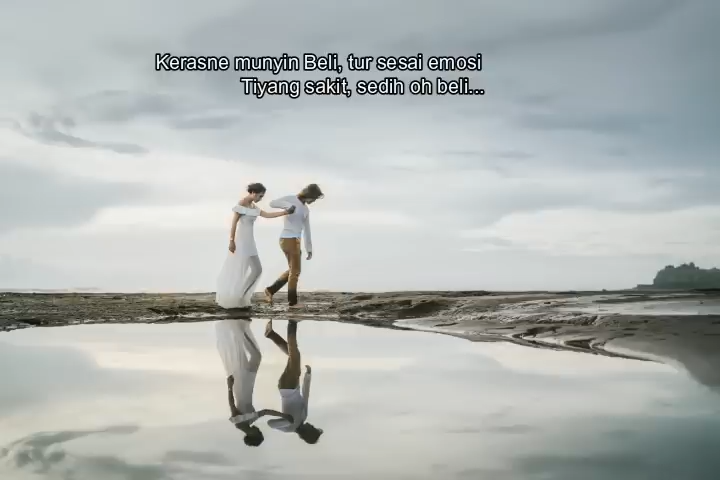 Kerasne munyin Beli, tur sesai emosi
Tiyang sakit, sedih oh beli...